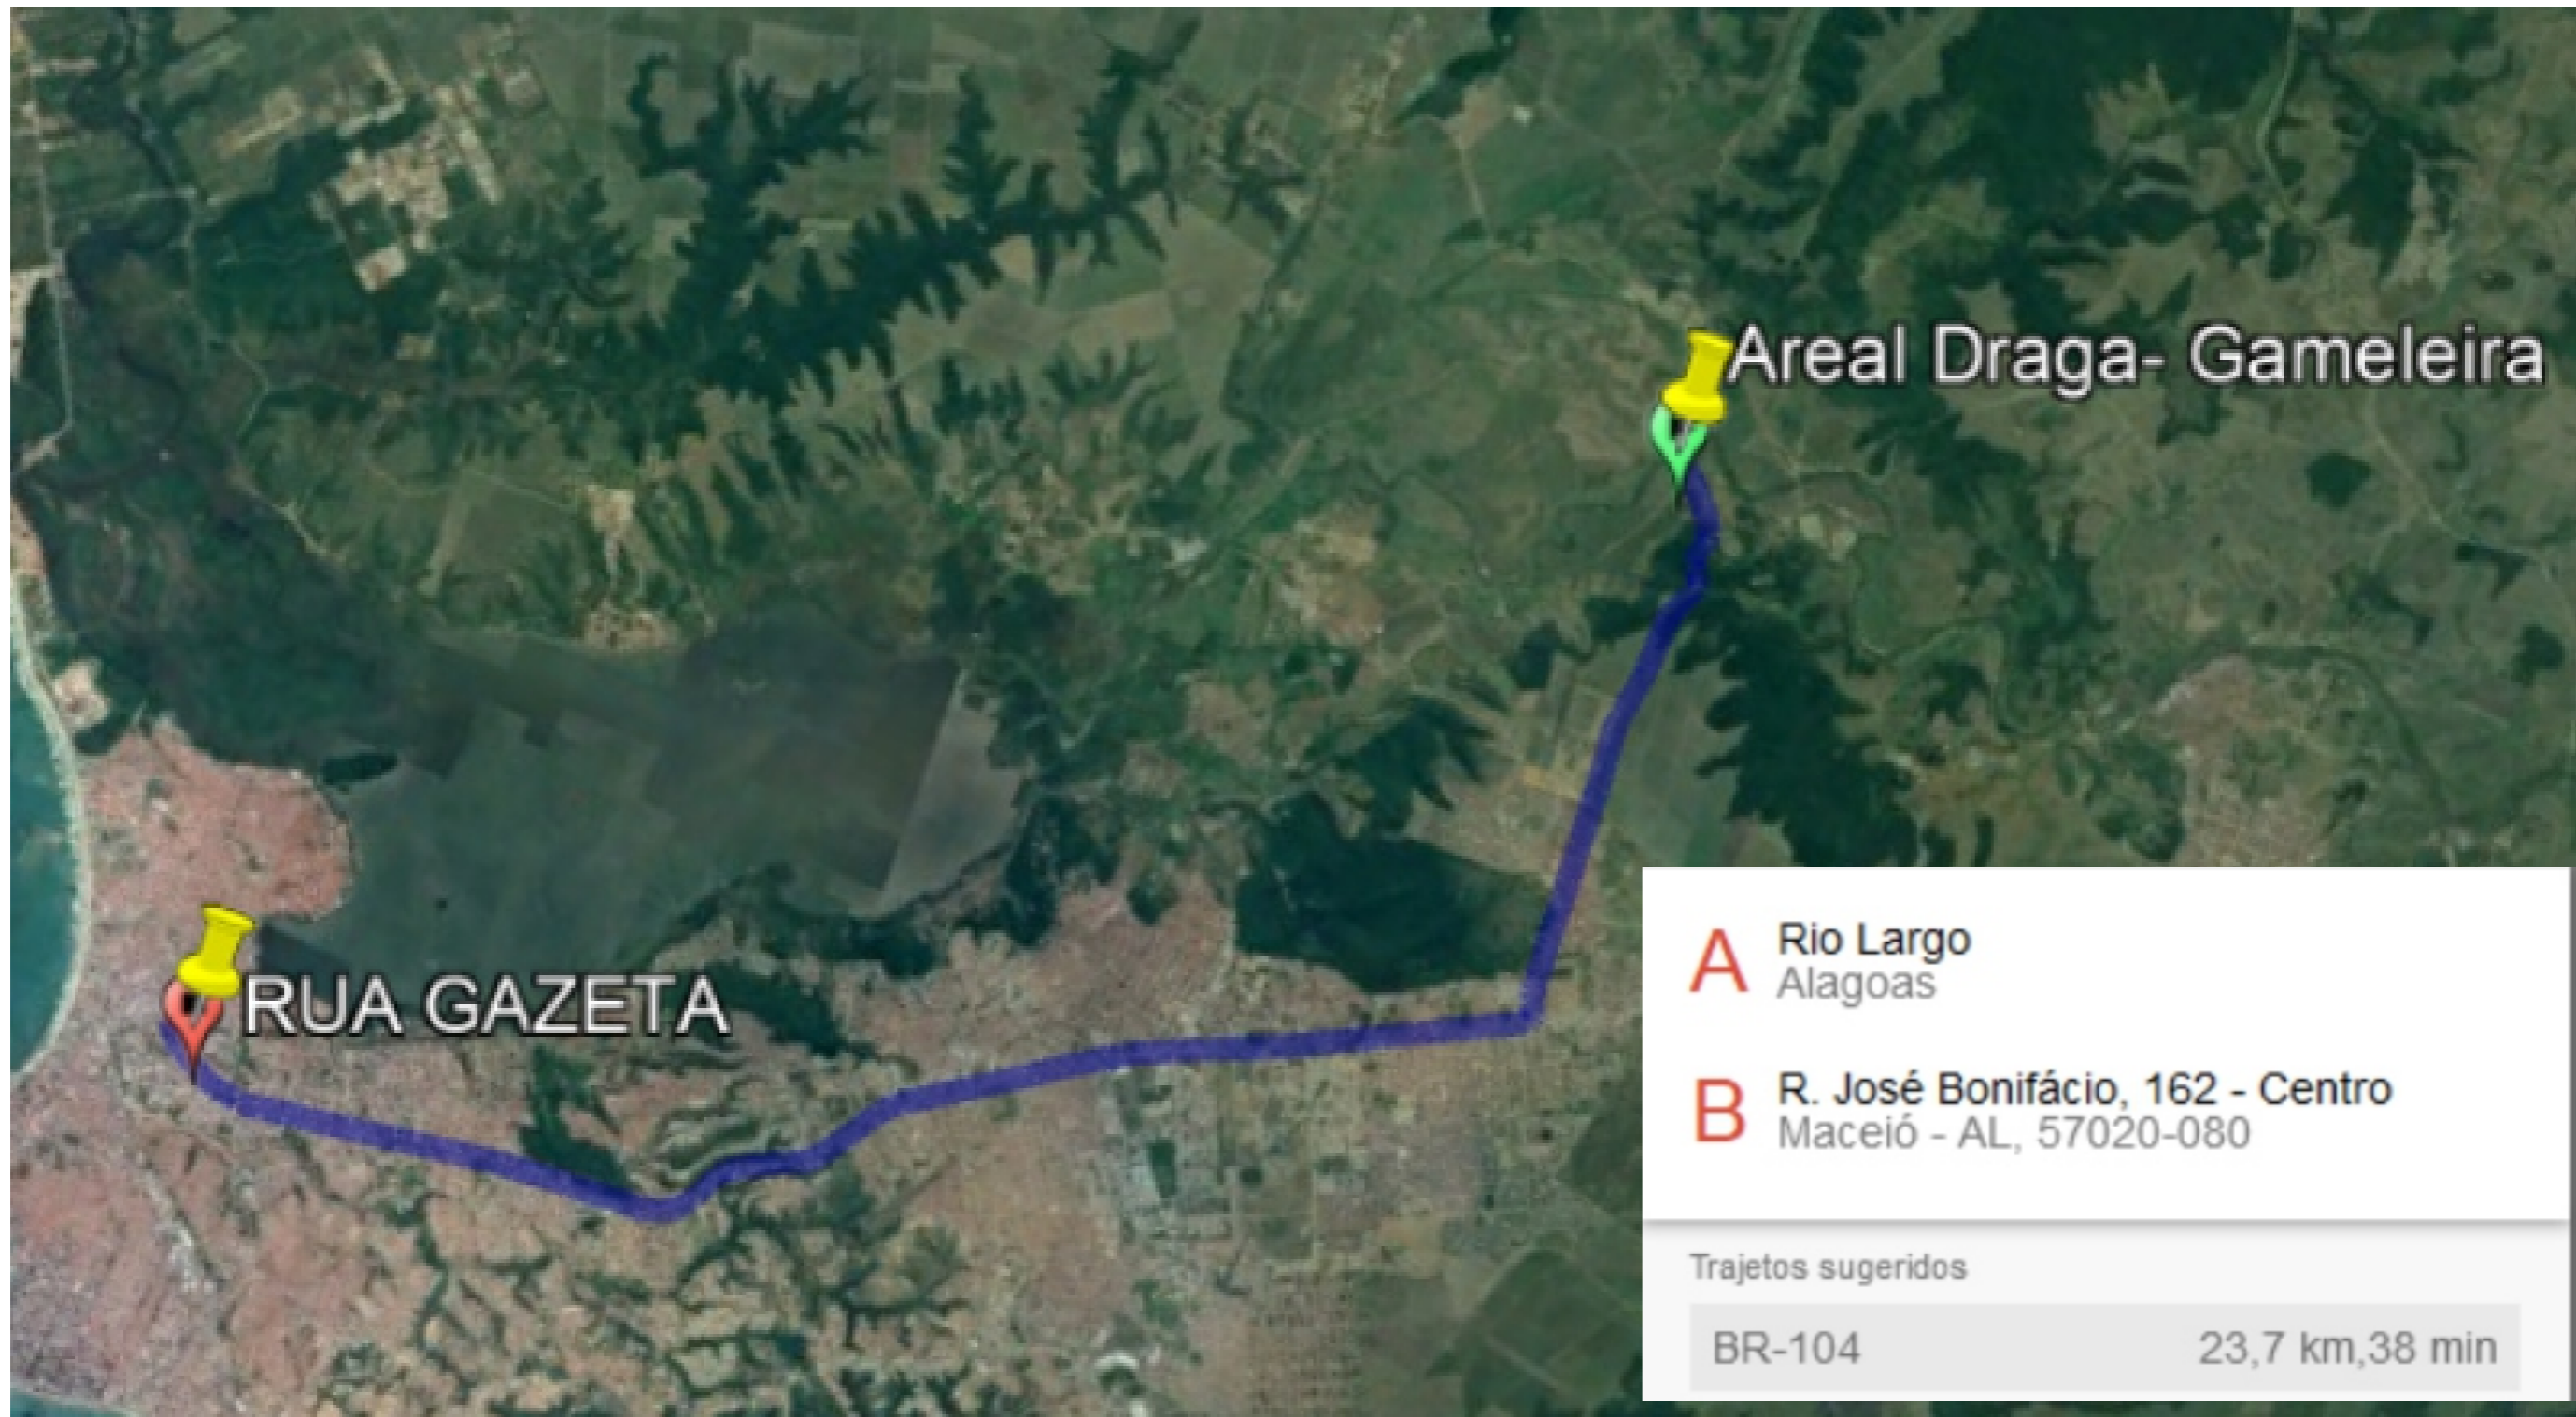 Areal Draga- Gameleira
RUA GAZETA
A Rio Largo
Alagoas
B R. José Bonifácio, 162 - Centro
Maceió - AL, 57020-080
Trajetos sugeridos
BR-104 23,7 km,38 min